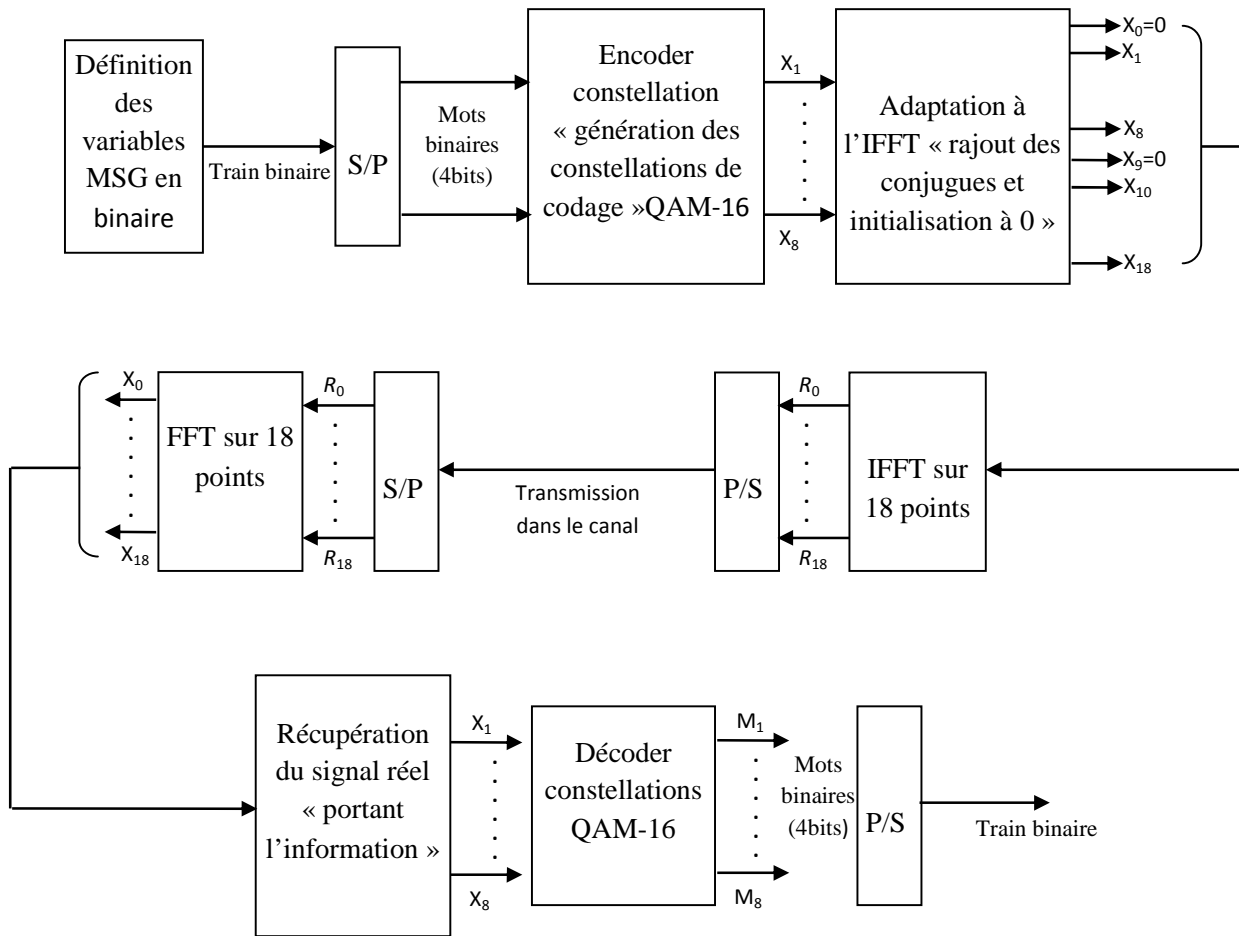 Définition
des
variables
MSG en
binaire
Train binaire
S/P
Mots
binaires
(4bits)
Encoder
constellation
« génération des
constellations de
codage »QAM-16
X1
X8
Adaptation à
l’IFFT « rajout des
conjugues et
initialisation à 0 »
X0=0
X1
X8
X9=0
X10
X18
X0
X18
FFT sur 18
points
R0
R18
S/P
Transmission
dans le canal
P/S
R0
R18
IFFT sur
18 points
Récupération
du signal réel
« portant
l’information »
X1
X8
Décoder
constellations
QAM-16
M1
M8
Mots
binaires
(4bits)
P/S
Train binaire